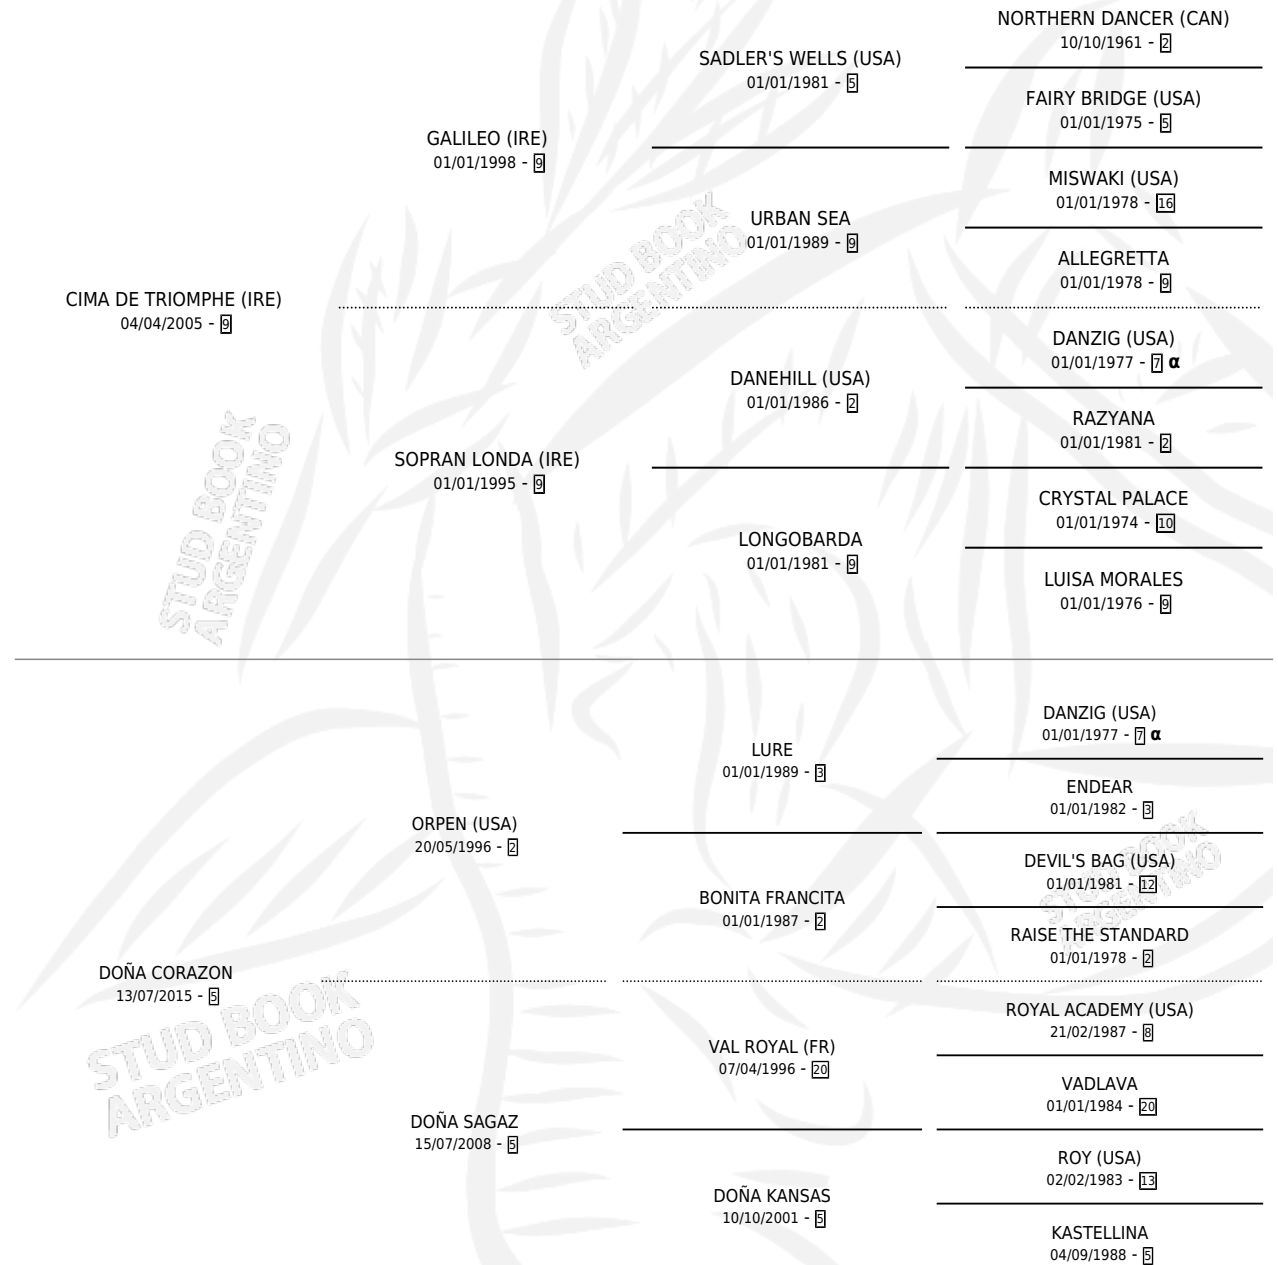 NORTHERN DANCER (CAN)
10/10/1961 - 2
SADLER'S WELLS (USA)
01/01/1981 - 5
FAIRY BRIDGE (USA)
01/01/1975 - 5
GALILEO (IRE)
01/01/1998 - 9
MISWAKI (USA)
01/01/1978 - 16
URBAN SEA
01/01/1989 - 9
ALLEGRETTA
01/01/1978 - 9
CIMA DE TRIOMPHE (IRE)
04/04/2005 - 9
STUD BOOK
ARGENTINO
DANZIG (USA)
01/01/1977 - 7 α
DANEHILL (USA)
01/01/1986 - 2
RAZYANA
01/01/1981 - 2
SOPRAN LONDA (IRE)
01/01/1995 - 9
CRYSTAL PALACE
01/01/1974 - 10
LONGOBARDA
01/01/1981 - 9
LUISA MORALES
01/01/1976 - 9
STUD BOOK
ARGENTINO
DANZIG (USA)
01/01/1977 - 7 α
LURE
01/01/1989 - 3
ENDEAR
01/01/1982 - 3
ORPEN (USA)
20/05/1996 - 2
DEVIL'S BAG (USA)
01/01/1981 - 12
BONITA FRANCITA
01/01/1987 - 2
RAISE THE STANDARD
01/01/1978 - 2
STUD BOOK
ARGENTINO
DOÑA CORAZON
13/07/2015 - 5
STUD BOOK
ARGENTINO
ROYAL ACADEMY (USA)
21/02/1987 - 8
VAL ROYAL (FR)
07/04/1996 - 20
VADLAVA
01/01/1984 - 20
DOÑA SAGAZ
15/07/2008 - 5
ROY (USA)
02/02/1983 - 13
DOÑA KANSAS
10/10/2001 - 5
KASTELLINA
04/09/1988 - 5